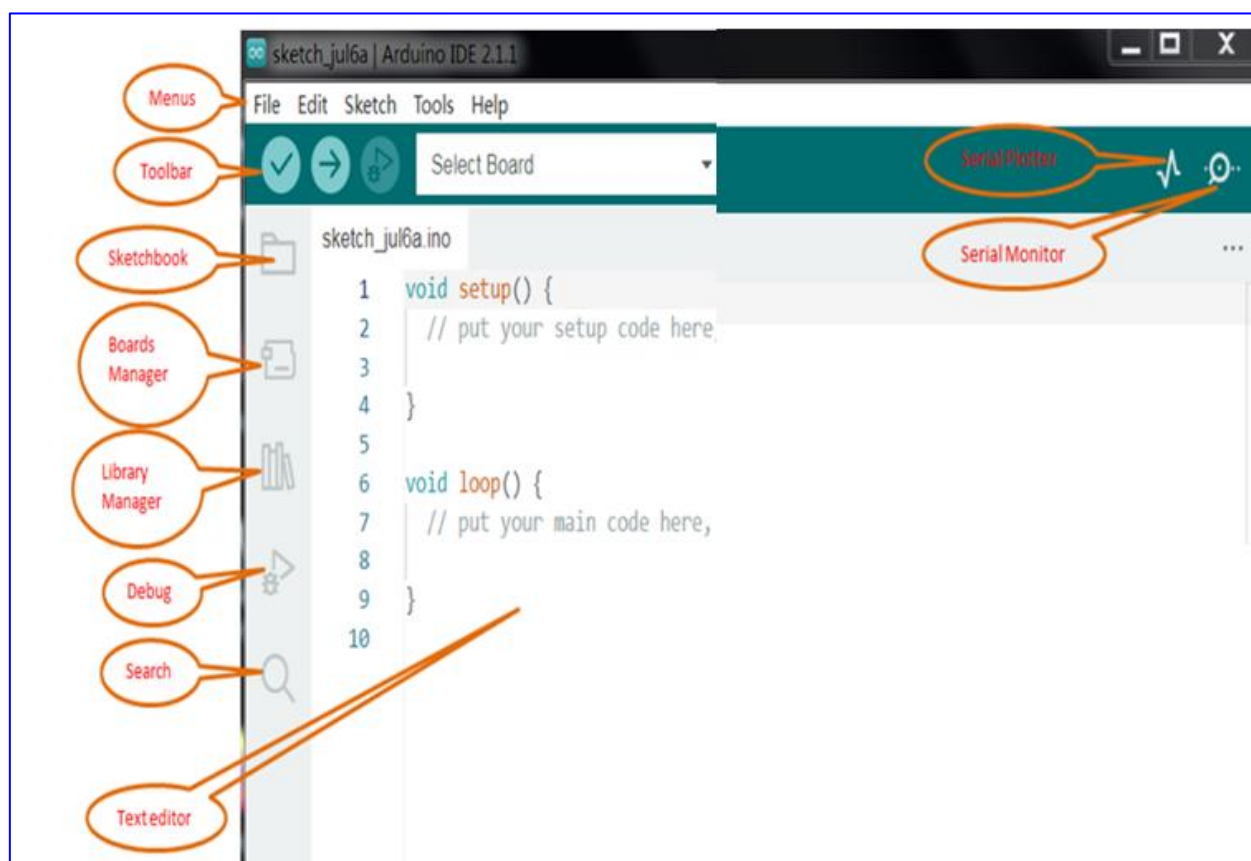 sketch_jul6a | Arduino IDE 2.1.1
Menus
File Edit Sketch Tools Help
Toolbar
Select Board
Serial Plotter
sketch_jul6a.ino
Sketchbook
Serial Monitor
1 void setup() {
2 // put your setup code here,
3
4 }
5
6 void loop() {
7 // put your main code here,
8
9 }
10
Boards
Manager
Library
Manager
Debug
Search
Text editor